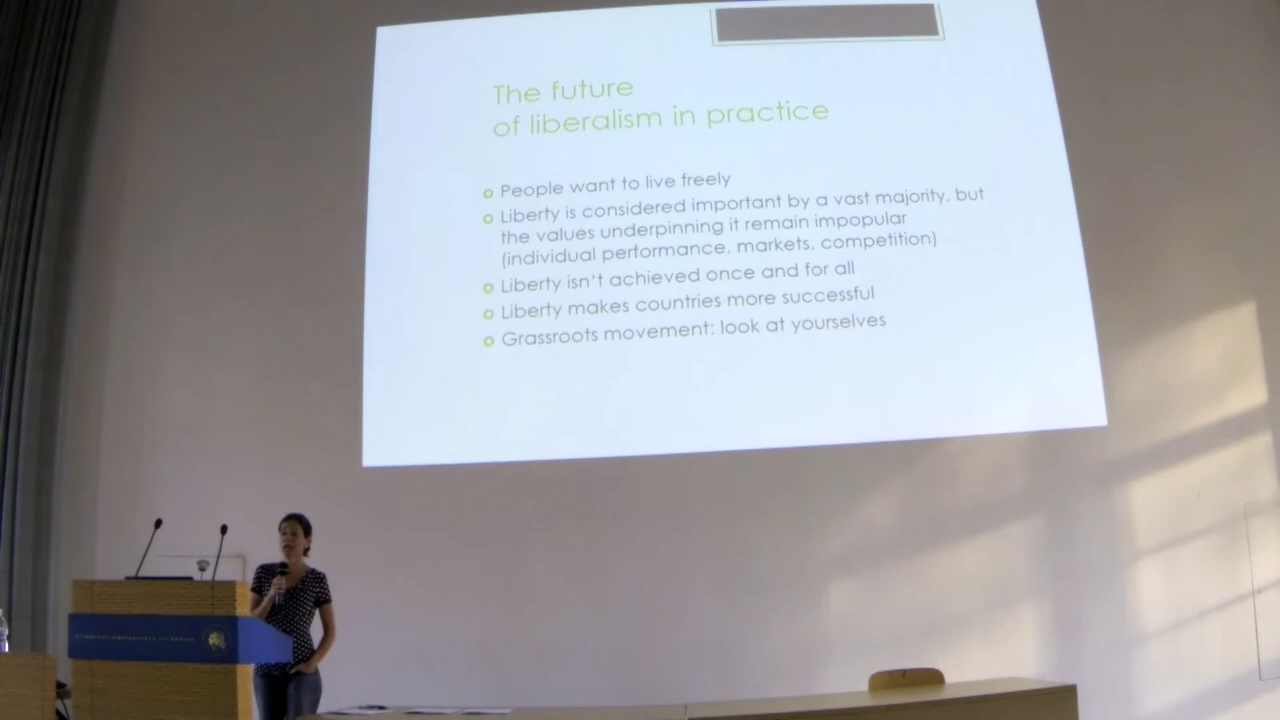 The future
of liberalism in practice
People want to live freely
Liberty is considered important by a vast majority, but
the values underpinning it remain impopular
(individual performance, markets, competition)
Liberty isn't achieved once and for all
Liberty makes countries more successful
Grassroots movement: look at yourselves